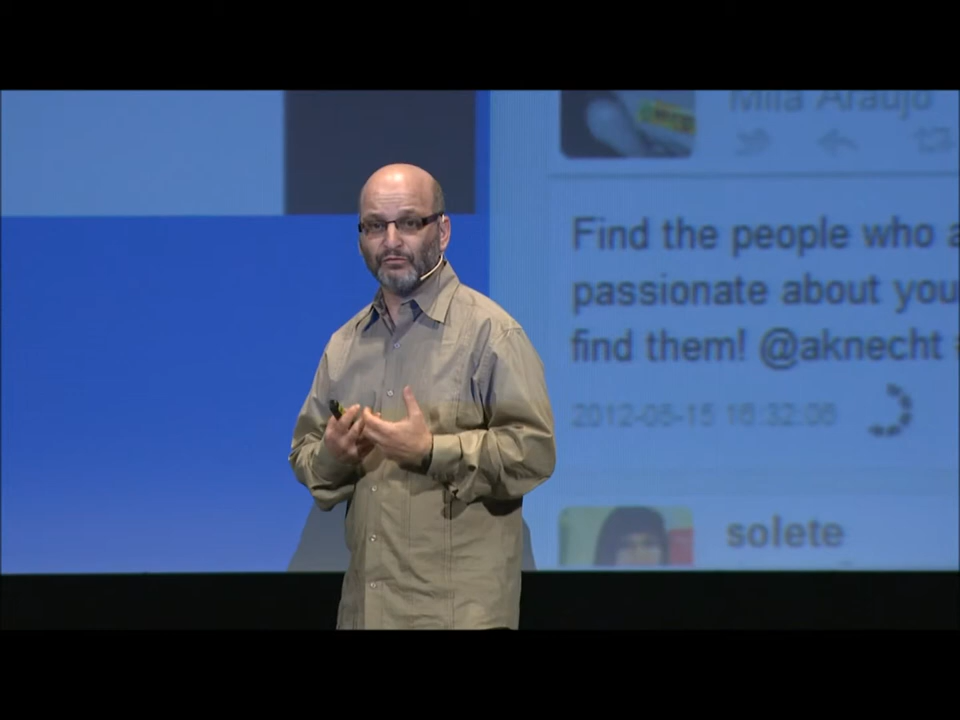 Mila Araujo
Find the people who a
passionate about you
find them! @aknecht
2012-05-15 16:32:06
solete